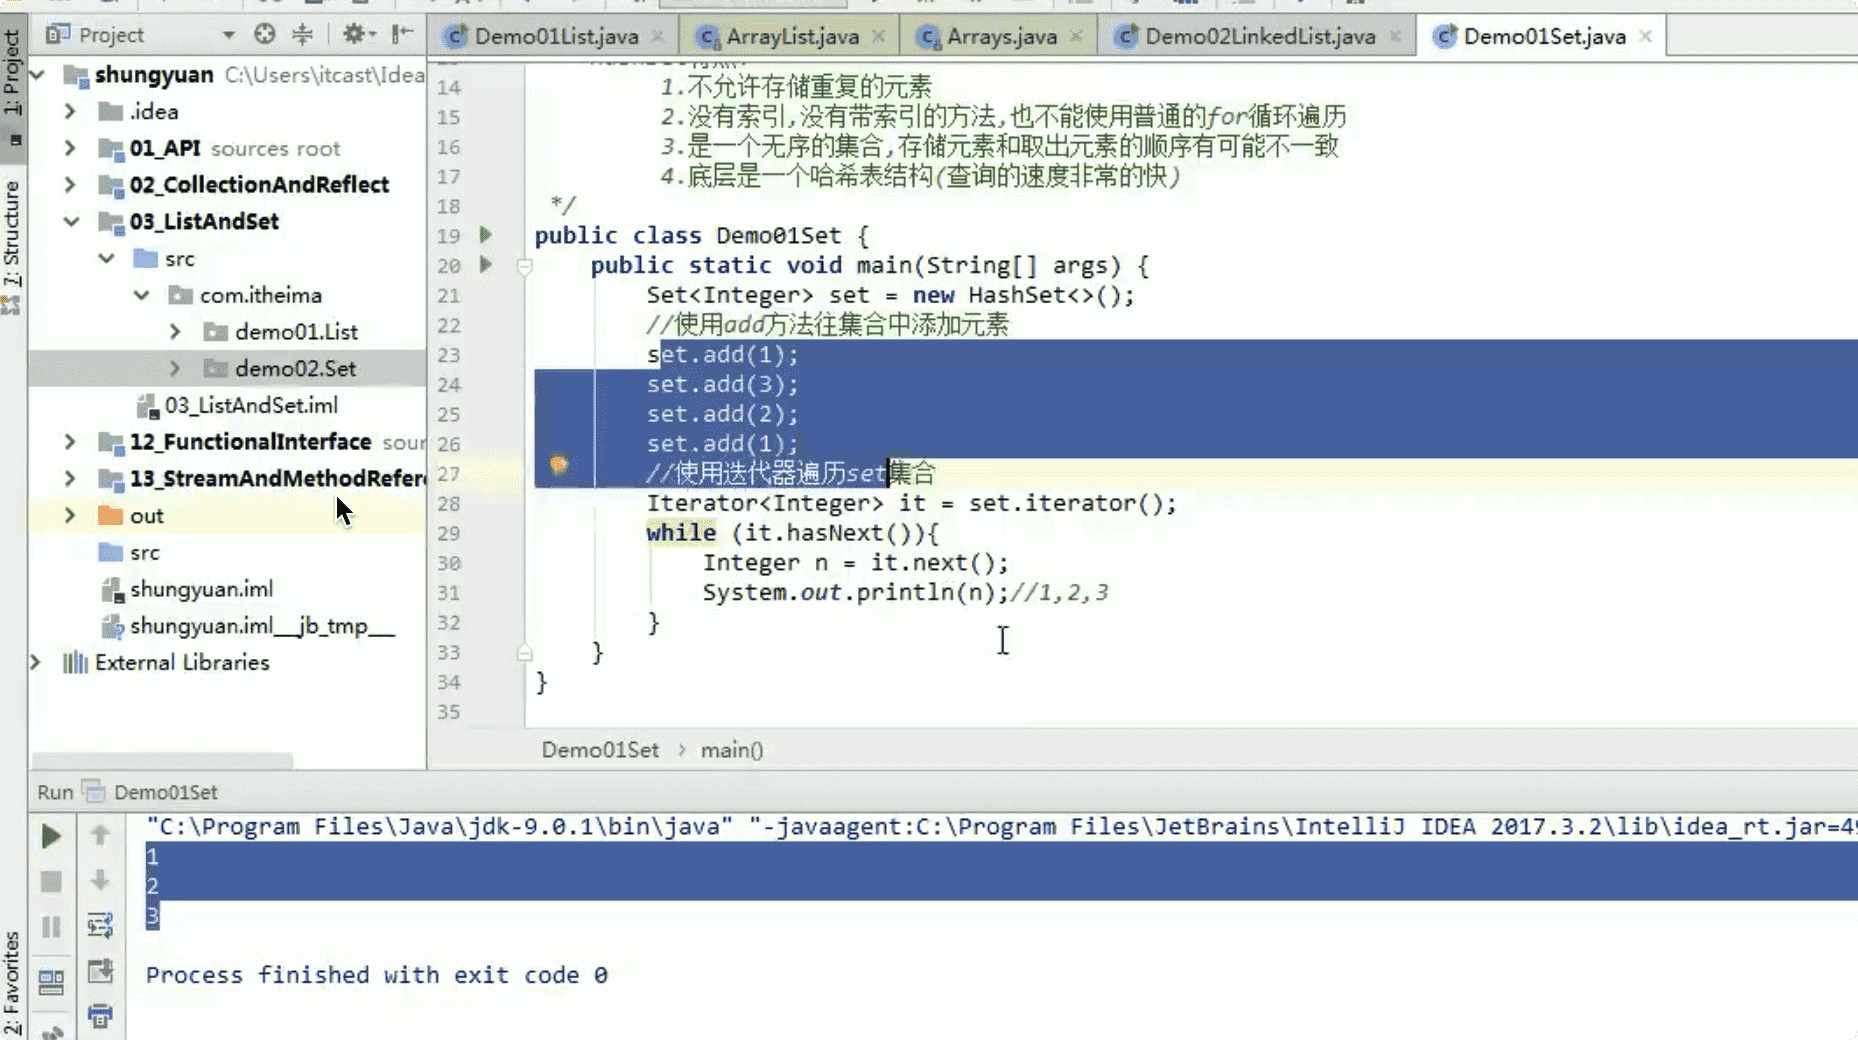 Project
Demo01List.java
ArrayList.java
Arrays.java
Demo02LinkedList.java
Demo01Set.java
1: Project
7: Structure
2: Favorites
shungyuan C:\Users\itcast\Idea
.idea
01_API sources root
02_CollectionAndReflect
03_ListAndSet
src
com.itheima
demo01.List
demo02.Set
03_ListAndSet.iml
12_FunctionalInterface sour
13_StreamAndMethodRefere
out
src
shungyuan.iml
shungyuan.iml__jb_tmp__
External Libraries
14 1.不允许存储重复的元素
15 2.没有索引,没有带索引的方法,也不能使用普通的for循环遍历
16 3.是一个无序的集合,存储元素和取出元素的顺序有可能不一致
17 4.底层是一个哈希表结构(查询的速度非常的快)
18 */
19 public class Demo01Set {
20 public static void main(String[] args) {
21 Set<Integer> set = new HashSet<>();
22 //使用add方法往集合中添加元素
23 set.add(1);
24 set.add(3);
25 set.add(2);
26 set.add(1);
27 //使用迭代器遍历set集合
28 Iterator<Integer> it = set.iterator();
29 while (it.hasNext()){
30 Integer n = it.next();
31 System.out.println(n);//1,2,3
32 }
33 }
34 }
35
Demo01Set > main()
Run Demo01Set
"C:\Program Files\Java\jdk-9.0.1\bin\java" "-javaagent:C:\Program Files\JetBrains\IntelliJ IDEA 2017.3.2\lib\idea_rt.jar=49
1
2
3
Process finished with exit code 0